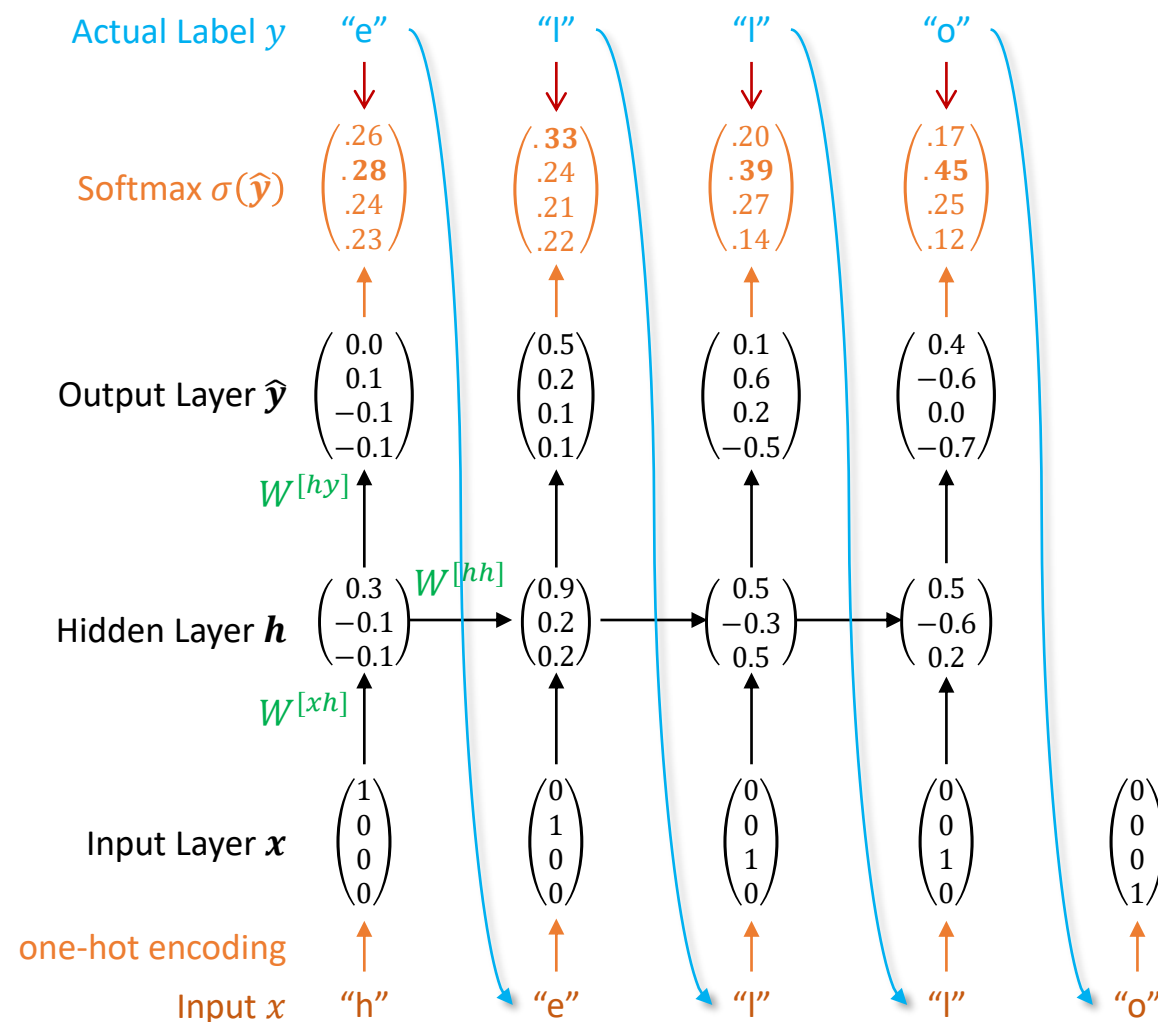 Actual Label y “e” “l” “l” “o”
.26 .33 .20 .17
Softmax σ(ŷ) .28 .24 .39 .45
.24 .21 .27 .25
.23 .22 .14 .12
0.0 0.5 0.1 0.4
Output Layer ŷ 0.1 0.2 0.6 −0.6
−0.1 0.1 0.2 0.0
−0.1 0.1 −0.5 −0.7
W^[hy]
W^[hh]
0.3 0.9 0.5 0.5
Hidden Layer h −0.1 0.2 −0.3 −0.6
−0.1 0.2 0.5 0.2
W^[xh]
1 0 0 0 0
Input Layer x 0 1 0 0 0
0 0 1 1 0
0 0 0 0 1
one-hot encoding
Input x “h” “e” “l” “l” “o”